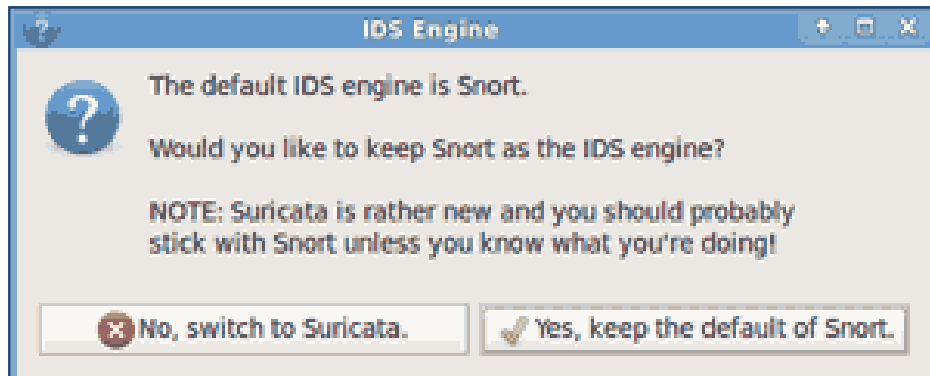 IDS Engine
The default IDS engine is Snort.
Would you like to keep Snort as the IDS engine?
NOTE: Suricata is rather new and you should probably
stick with Snort unless you know what you're doing!
No, switch to Suricata.
Yes, keep the default of Snort.